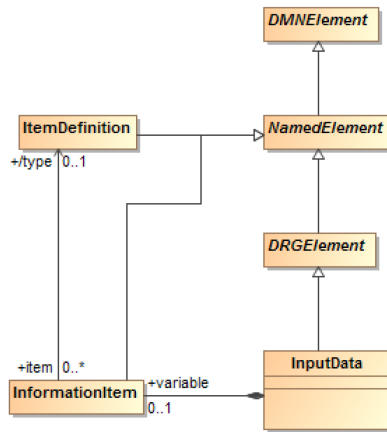 DMNElement
ItemDefinition
NamedElement
+/type 0..1
DRGElement
+item 0..*
+variable
InputData
InformationItem
0..1